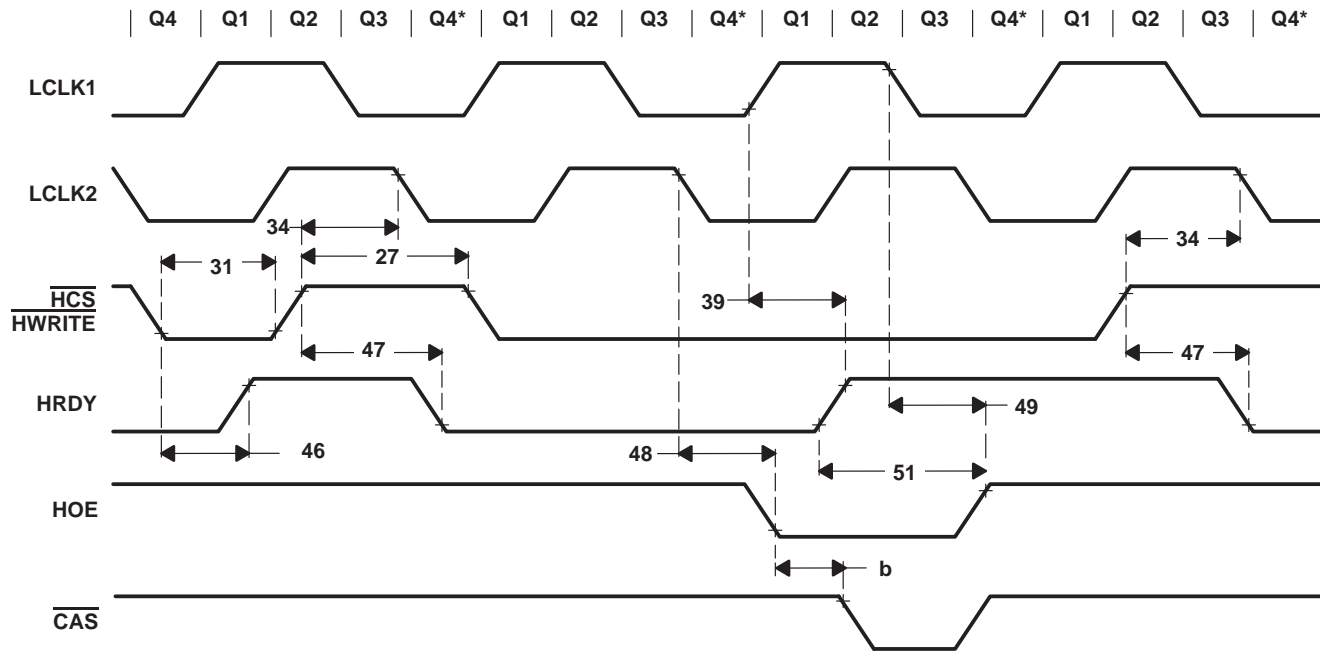 Q4 Q1 Q2 Q3 Q4* Q1 Q2 Q3 Q4* Q1 Q2 Q3 Q4* Q1 Q2 Q3 Q4*
LCLK1
LCLK2
34
34
31
27
HCS
HWRITE
39
47
47
HRDY
49
46
48
51
HOE
b
CAS